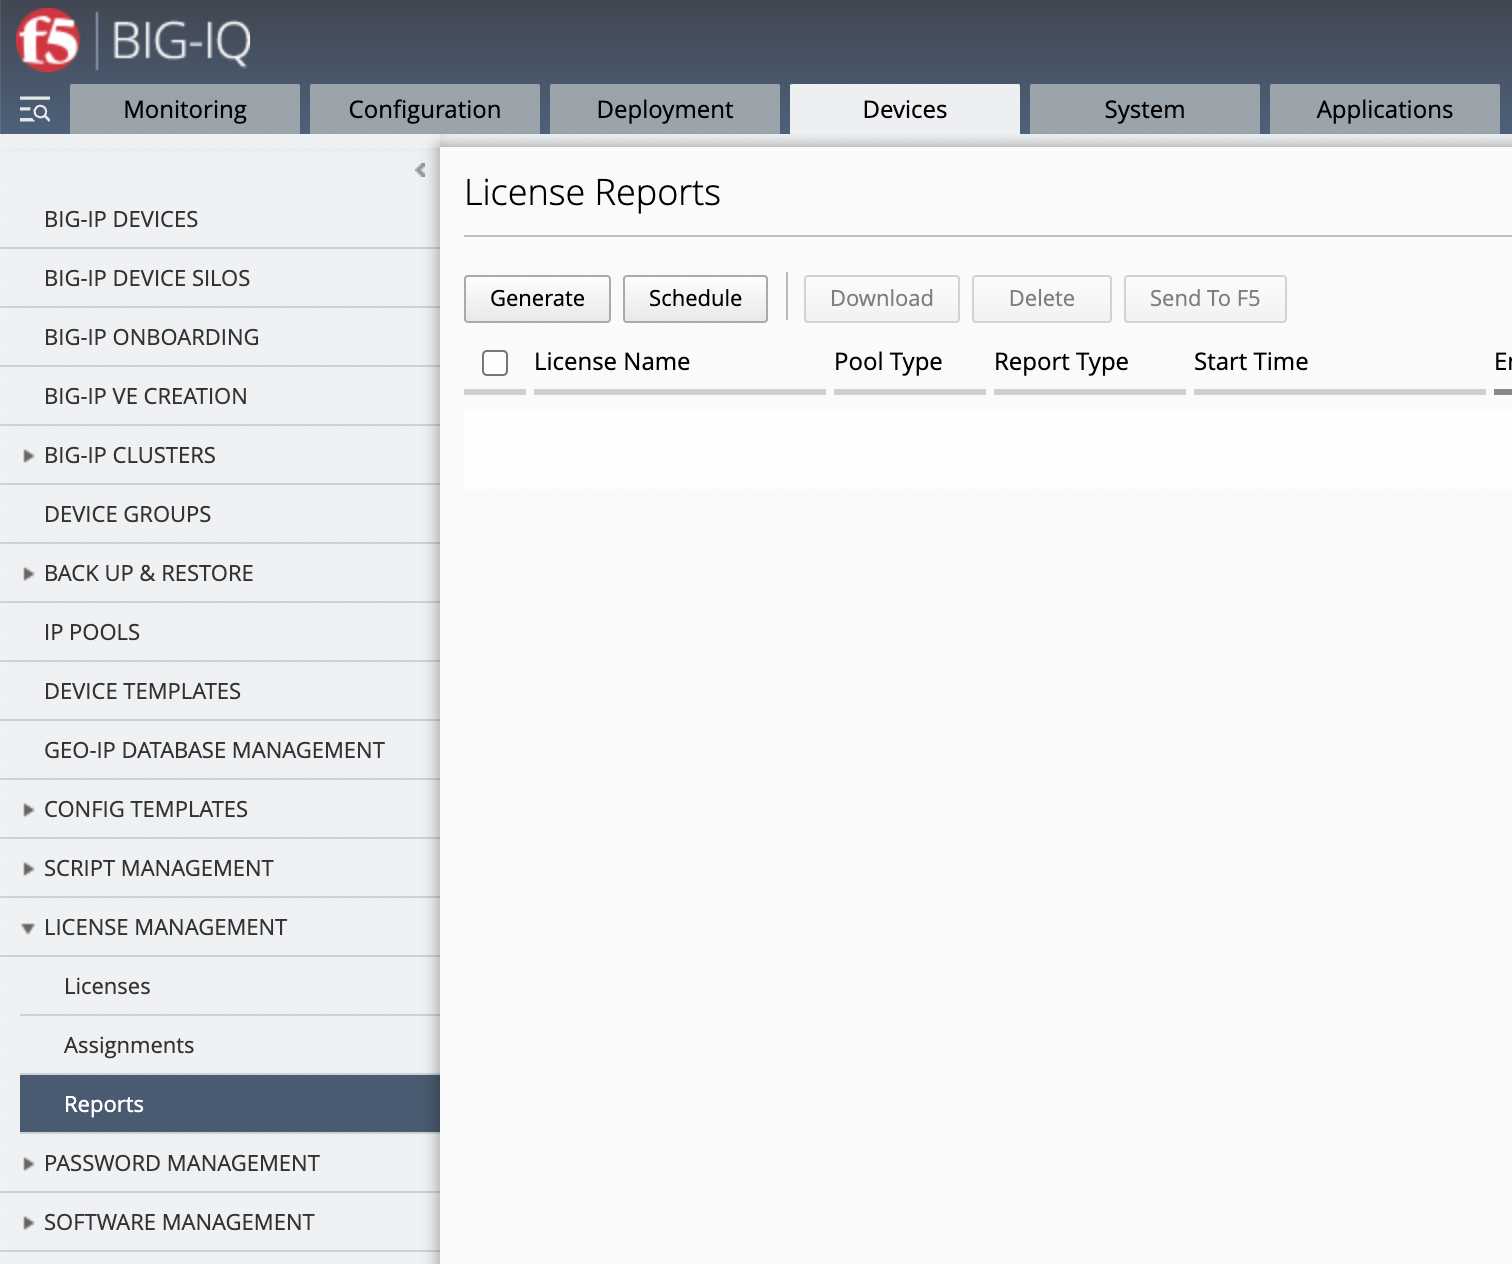 f5 BIG-IQ
Monitoring Configuration Deployment Devices System Applications
License Reports
Generate Schedule Download Delete Send To F5
License Name Pool Type Report Type Start Time
BIG-IP DEVICES
BIG-IP DEVICE SILOS
BIG-IP ONBOARDING
BIG-IP VE CREATION
BIG-IP CLUSTERS
DEVICE GROUPS
BACK UP & RESTORE
IP POOLS
DEVICE TEMPLATES
GEO-IP DATABASE MANAGEMENT
CONFIG TEMPLATES
SCRIPT MANAGEMENT
LICENSE MANAGEMENT
Licenses
Assignments
Reports
PASSWORD MANAGEMENT
SOFTWARE MANAGEMENT